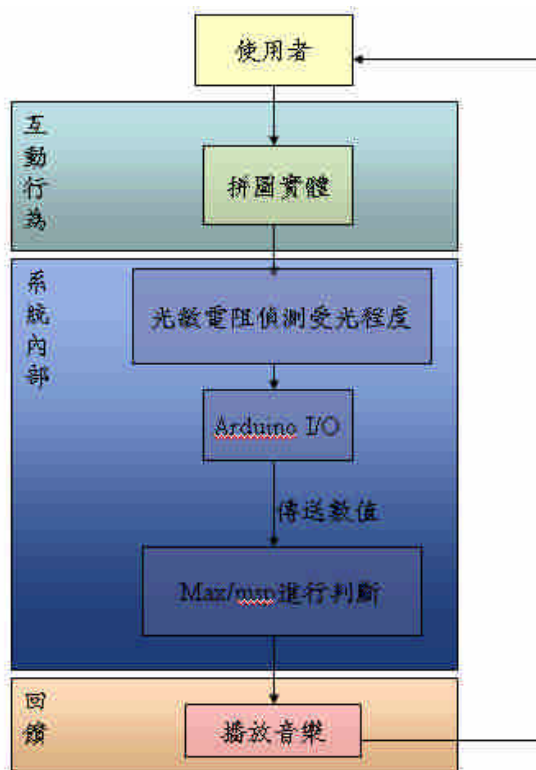 使用者
互動行為
拼圖實體
系統內部
光敏電阻偵測受光程度
Arduino I/O
傳送數值
Max/msp進行判斷
回饋
播放音樂